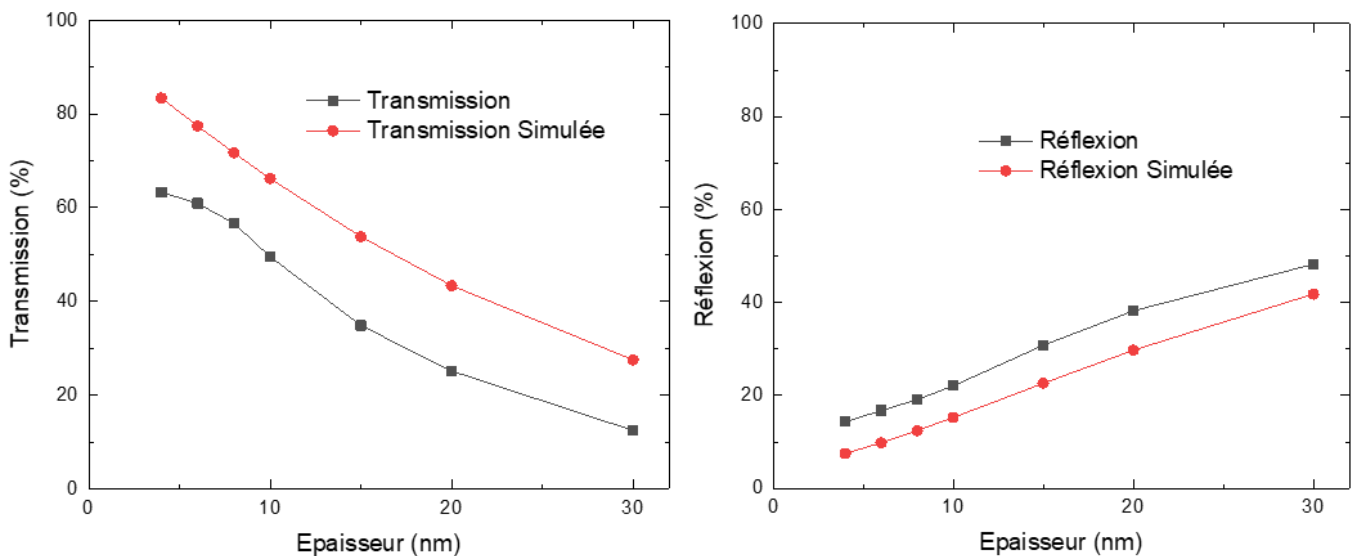 100
80
60
40
20
0
Transmission (%)
Transmission
Transmission Simulée
0
10
20
30
Epaisseur (nm)
100
80
60
40
20
0
Réflexion (%)
Réflexion
Réflexion Simulée
0
10
20
30
Epaisseur (nm)